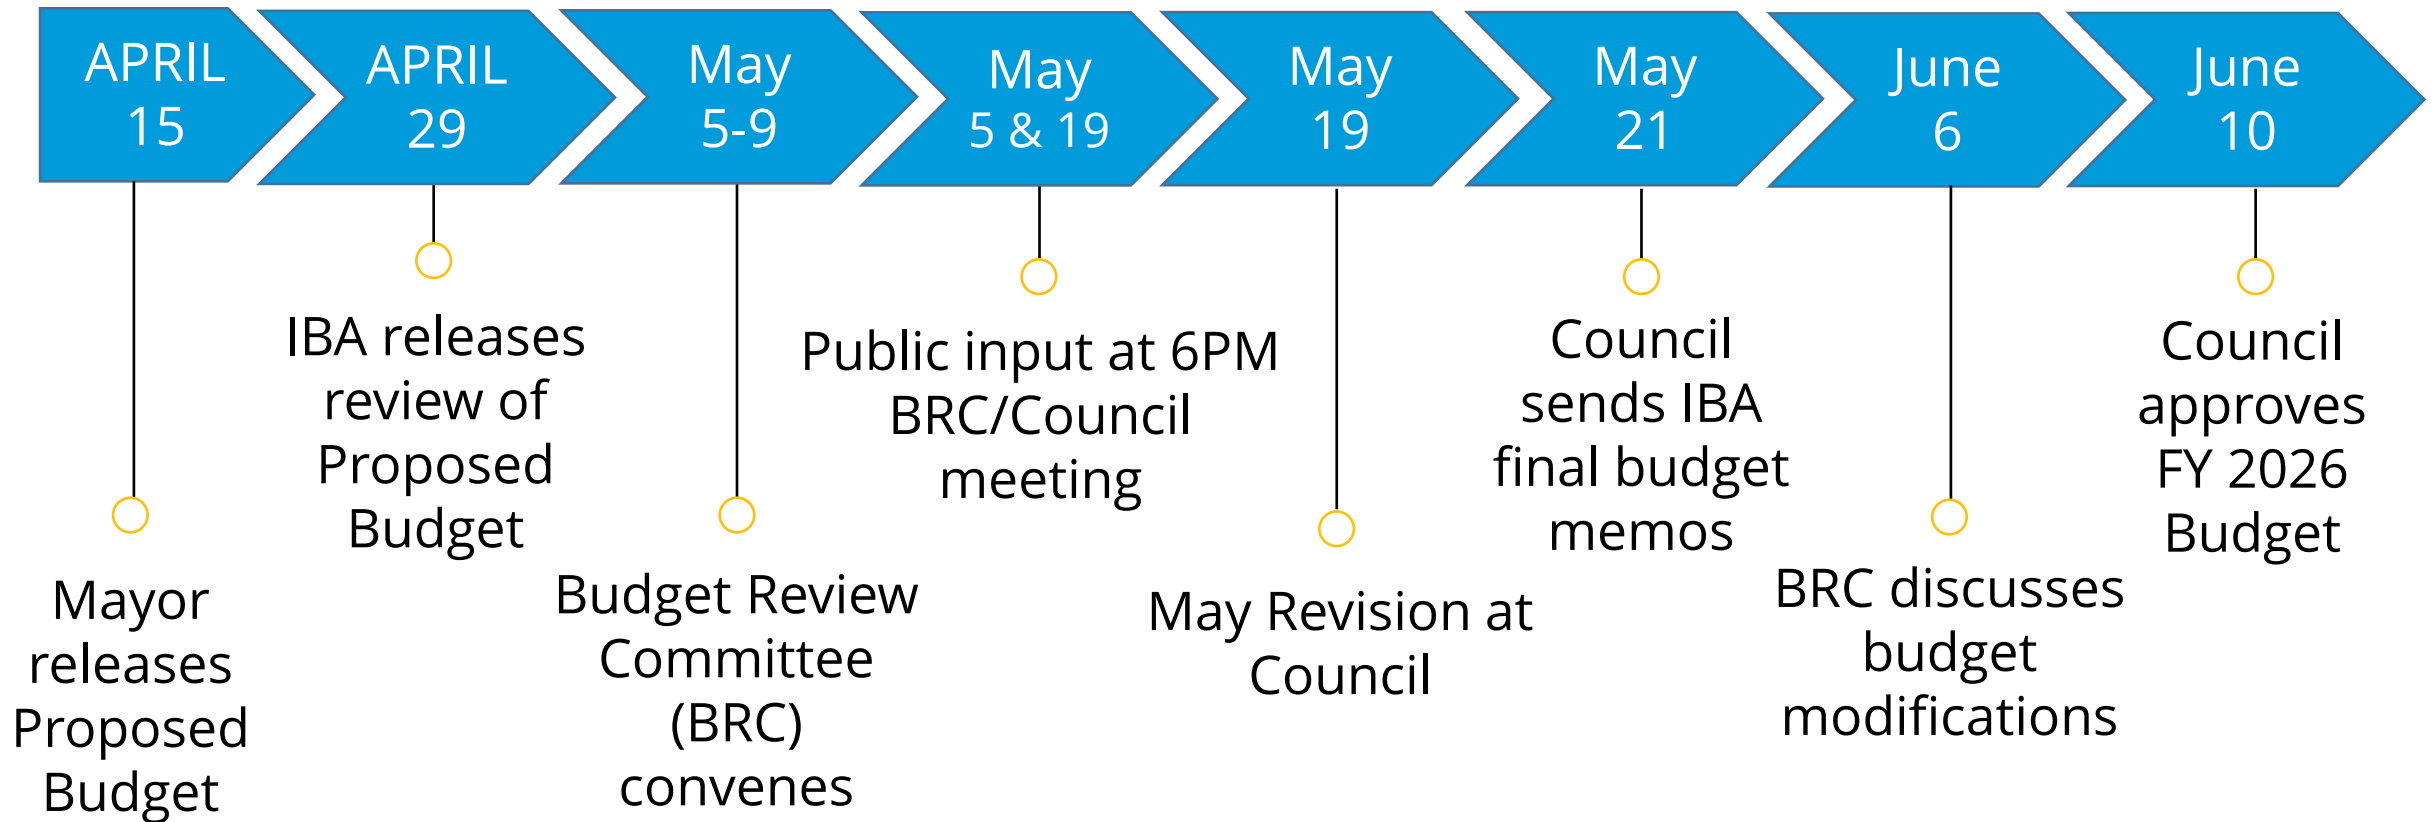 APRIL
15
APRIL
29
May
5-9
May
5 & 19
May
19
May
21
June
6
June
10
Mayor
releases
Proposed
Budget
IBA releases
review of
Proposed
Budget
Budget Review
Committee
(BRC)
convenes
Public input at 6PM
BRC/Council
meeting
May Revision at
Council
Council
sends IBA
final budget
memos
BRC discusses
budget
modifications
Council
approves
FY 2026
Budget